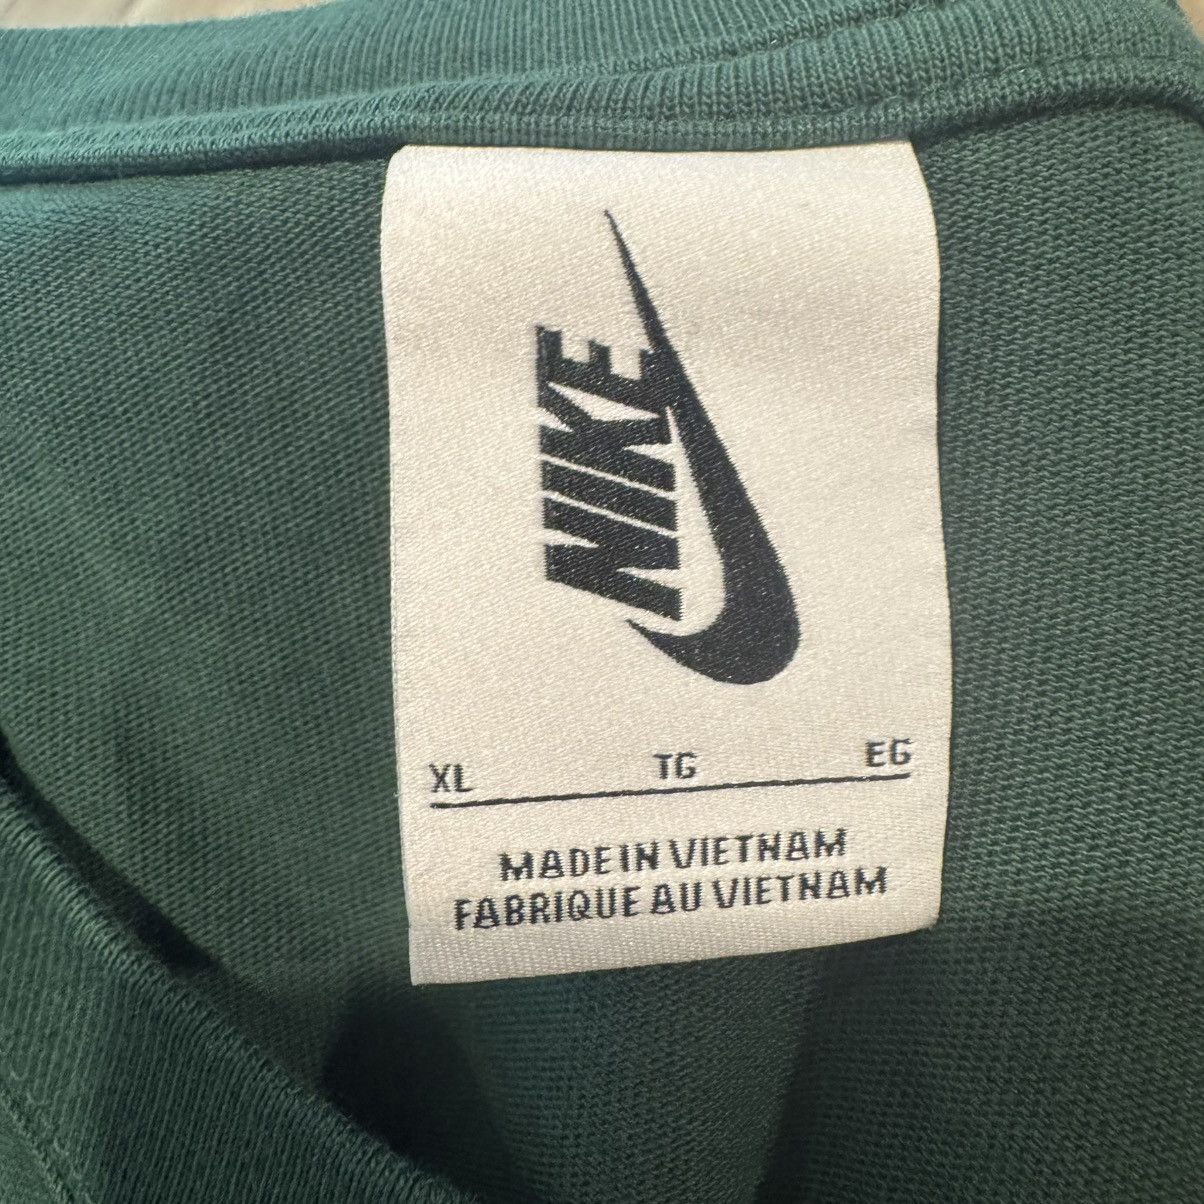 NIKE
XL TG EG
MADE IN VIETNAM
FABRIQUE AU VIETNAM